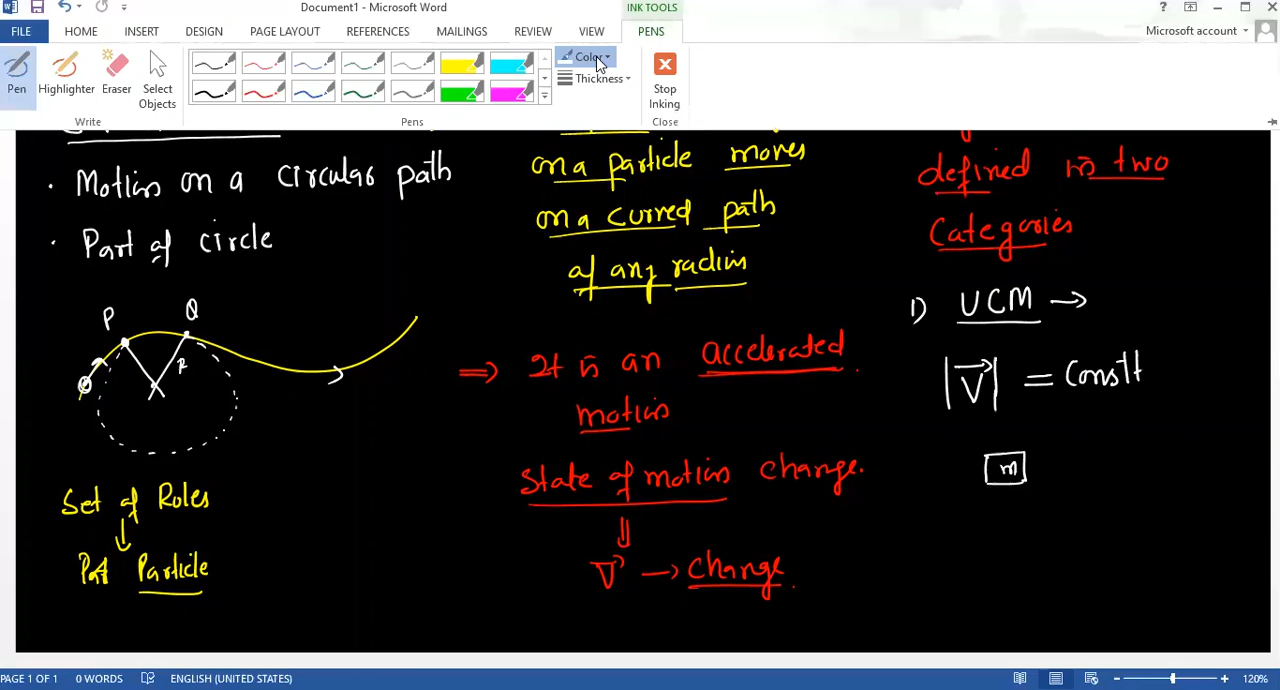 Document1 - Microsoft Word
INK TOOLS
FILE
HOME
INSERT
DESIGN
PAGE LAYOUT
REFERENCES
MAILINGS
REVIEW
VIEW
PENS
Microsoft account
Pen
Highlighter
Eraser
Select Objects
Color
Thickness
Stop Inking
Write
Pens
Close
• Motion on a circular path
• Part of circle
P
Q
R
Set of Roles
Particle
on a particle moves
on a curved path
of any radius
⇒ It is an accelerated
motion
State of motion change.
⇓
V⃗ → change.
defined in two
Categories
1) UCM →
|V⃗| = Constt
m
PAGE 1 OF 1
0 WORDS
ENGLISH (UNITED STATES)
120%